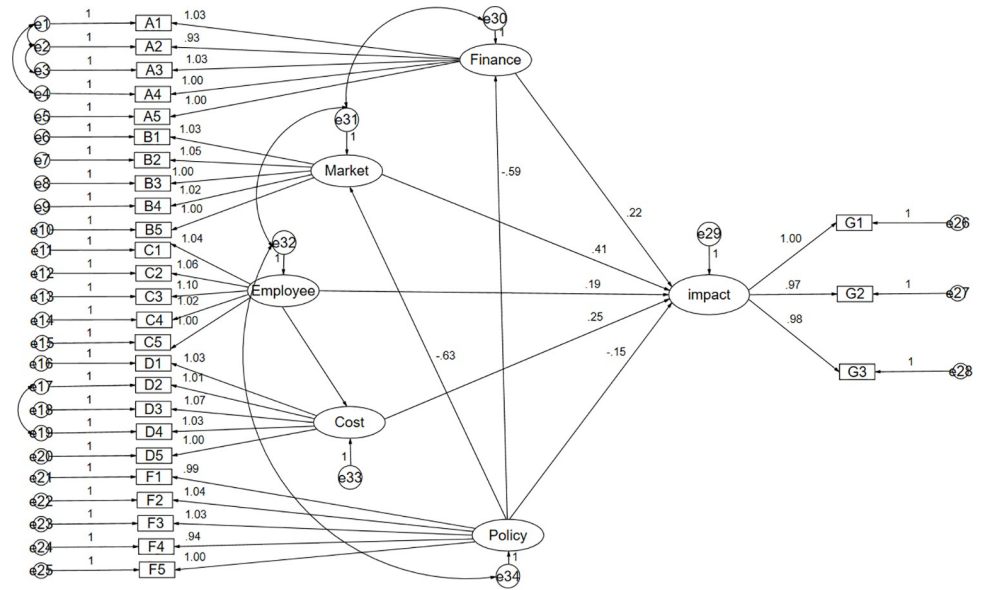 e1 1 A1 1.03
e2 1 A2 .93
e3 1 A3 1.03
e4 1 A4 1.00
e5 1 A5 1.00
e6 1 B1 1.03
e7 1 B2 1.05
e8 1 B3 1.00
e9 1 B4 1.02
e10 1 B5 1.00
e11 1 C1 1.04
e12 1 C2 1.06
e13 1 C3 1.10
e14 1 C4 1.02
e15 1 C5 1.00
e16 1 D1 1.03
e17 1 D2 1.01
e18 1 D3 1.07
e19 1 D4 1.03
e20 1 D5 1.00
e21 1 F1 .99
e22 1 F2 1.04
e23 1 F3 1.03
e24 1 F4 .94
e25 1 F5 1.00
e30
1
Finance
e31
1
Market
e32
1
Employee
Cost
1
e33
Policy
1
e34
-.59
-.63
.22
.41
.19
.25
-.15
e29
1
impact
1.00 G1 1 e26
.97 G2 1 e27
.98 G3 1 e28